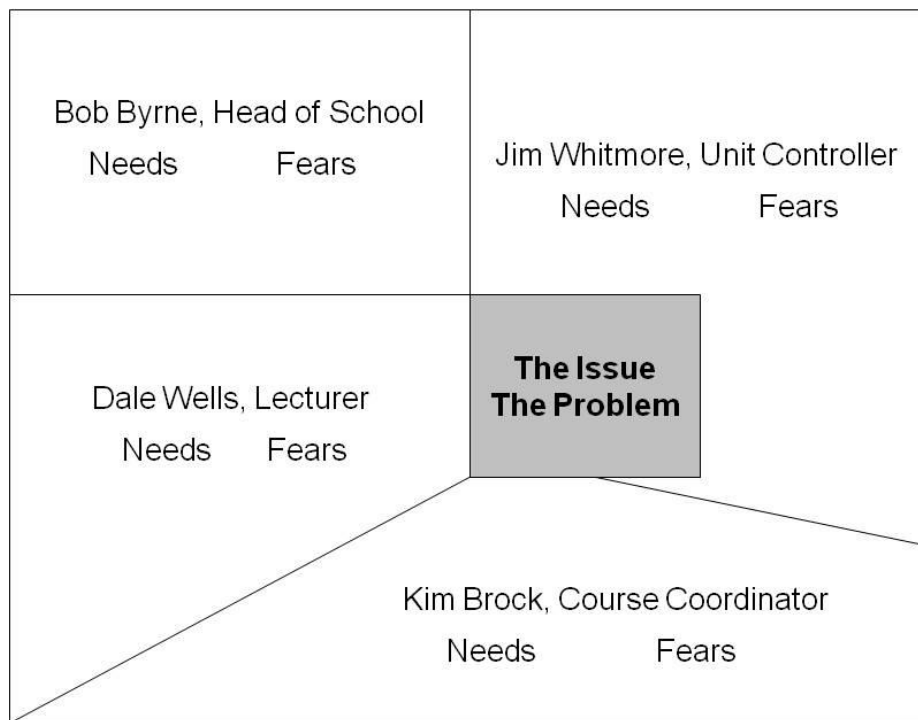 Bob Byrne, Head of School
Needs Fears
Jim Whitmore, Unit Controller
Needs Fears
The Issue
The Problem
Dale Wells, Lecturer
Needs Fears
Kim Brock, Course Coordinator
Needs Fears